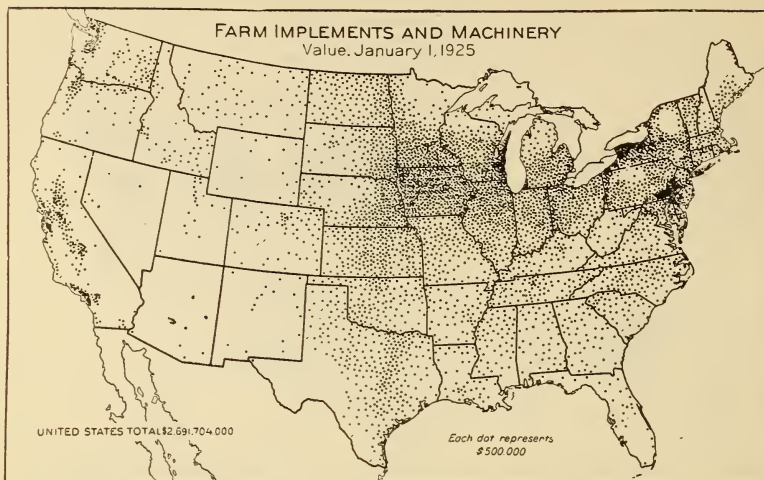 FARM IMPLEMENTS AND MACHINERY
Value, January 1, 1925
UNITED STATES TOTAL $2,691,704,000
Each dot represents
$500,000